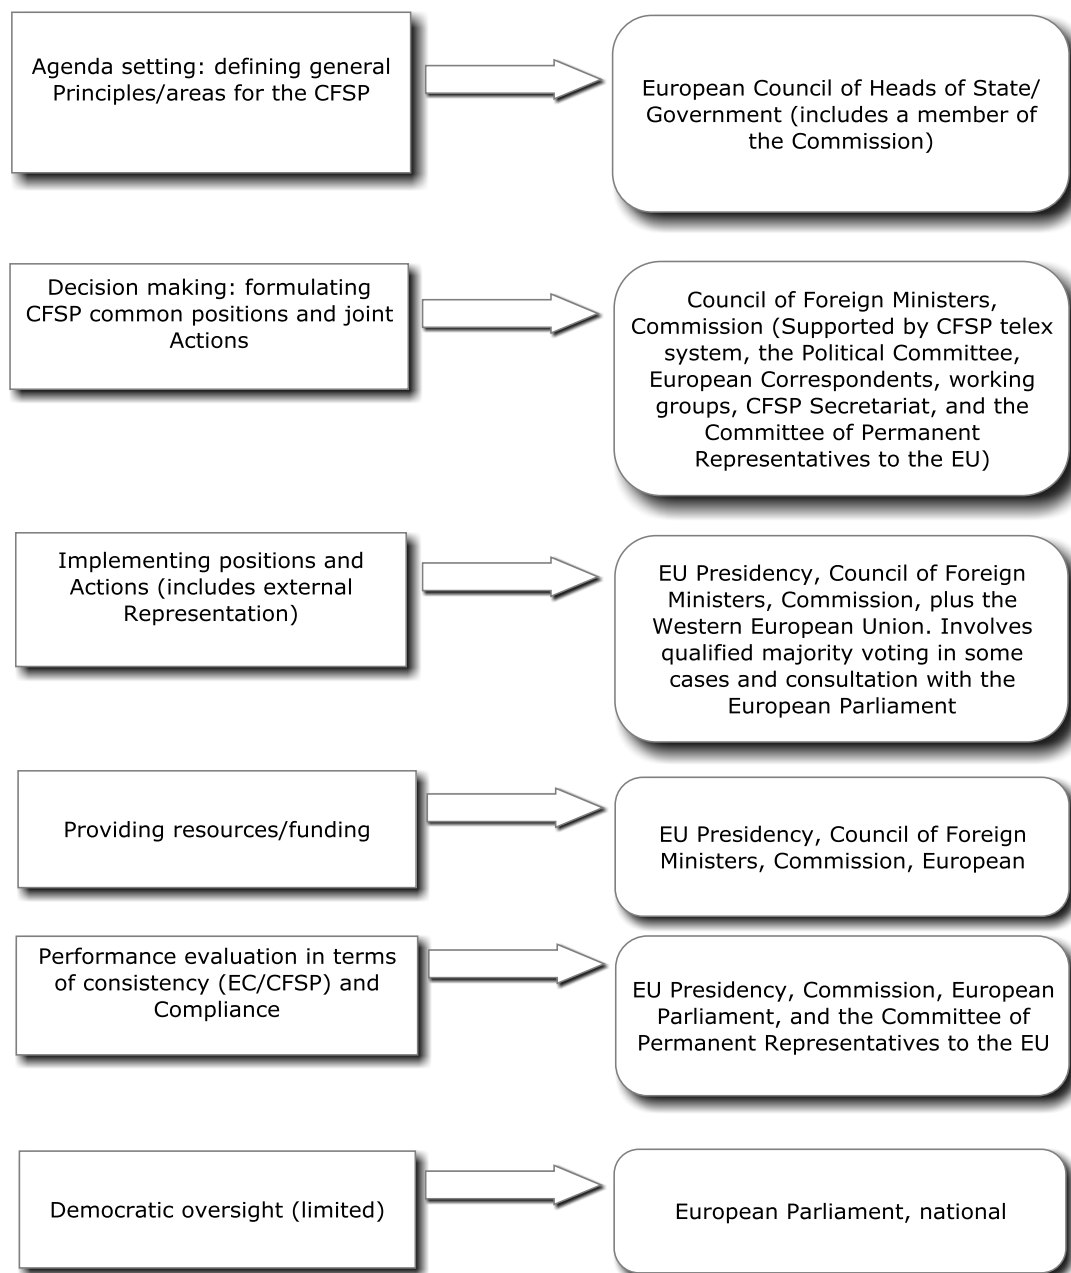 Agenda setting: defining general
Principles/areas for the CFSP
European Council of Heads of State/
Government (includes a member of
the Commission)
Decision making: formulating
CFSP common positions and joint
Actions
Council of Foreign Ministers,
Commission (Supported by CFSP telex
system, the Political Committee,
European Correspondents, working
groups, CFSP Secretariat, and the
Committee of Permanent
Representatives to the EU)
Implementing positions and
Actions (includes external
Representation)
EU Presidency, Council of Foreign
Ministers, Commission, plus the
Western European Union. Involves
qualified majority voting in some
cases and consultation with the
European Parliament
Providing resources/funding
EU Presidency, Council of Foreign
Ministers, Commission, European
Performance evaluation in terms
of consistency (EC/CFSP) and
Compliance
EU Presidency, Commission, European
Parliament, and the Committee of
Permanent Representatives to the EU
Democratic oversight (limited)
European Parliament, national